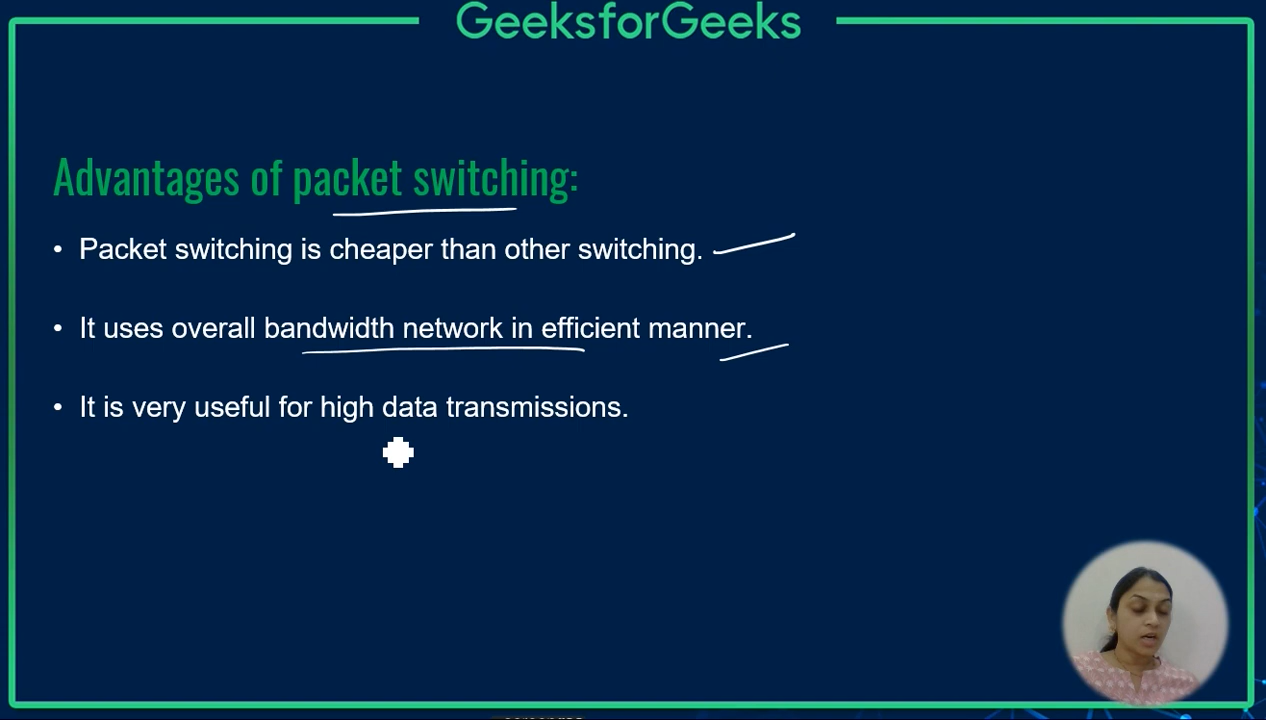 GeeksforGeeks
Advantages of packet switching:
• Packet switching is cheaper than other switching.
• It uses overall bandwidth network in efficient manner.
• It is very useful for high data transmissions.